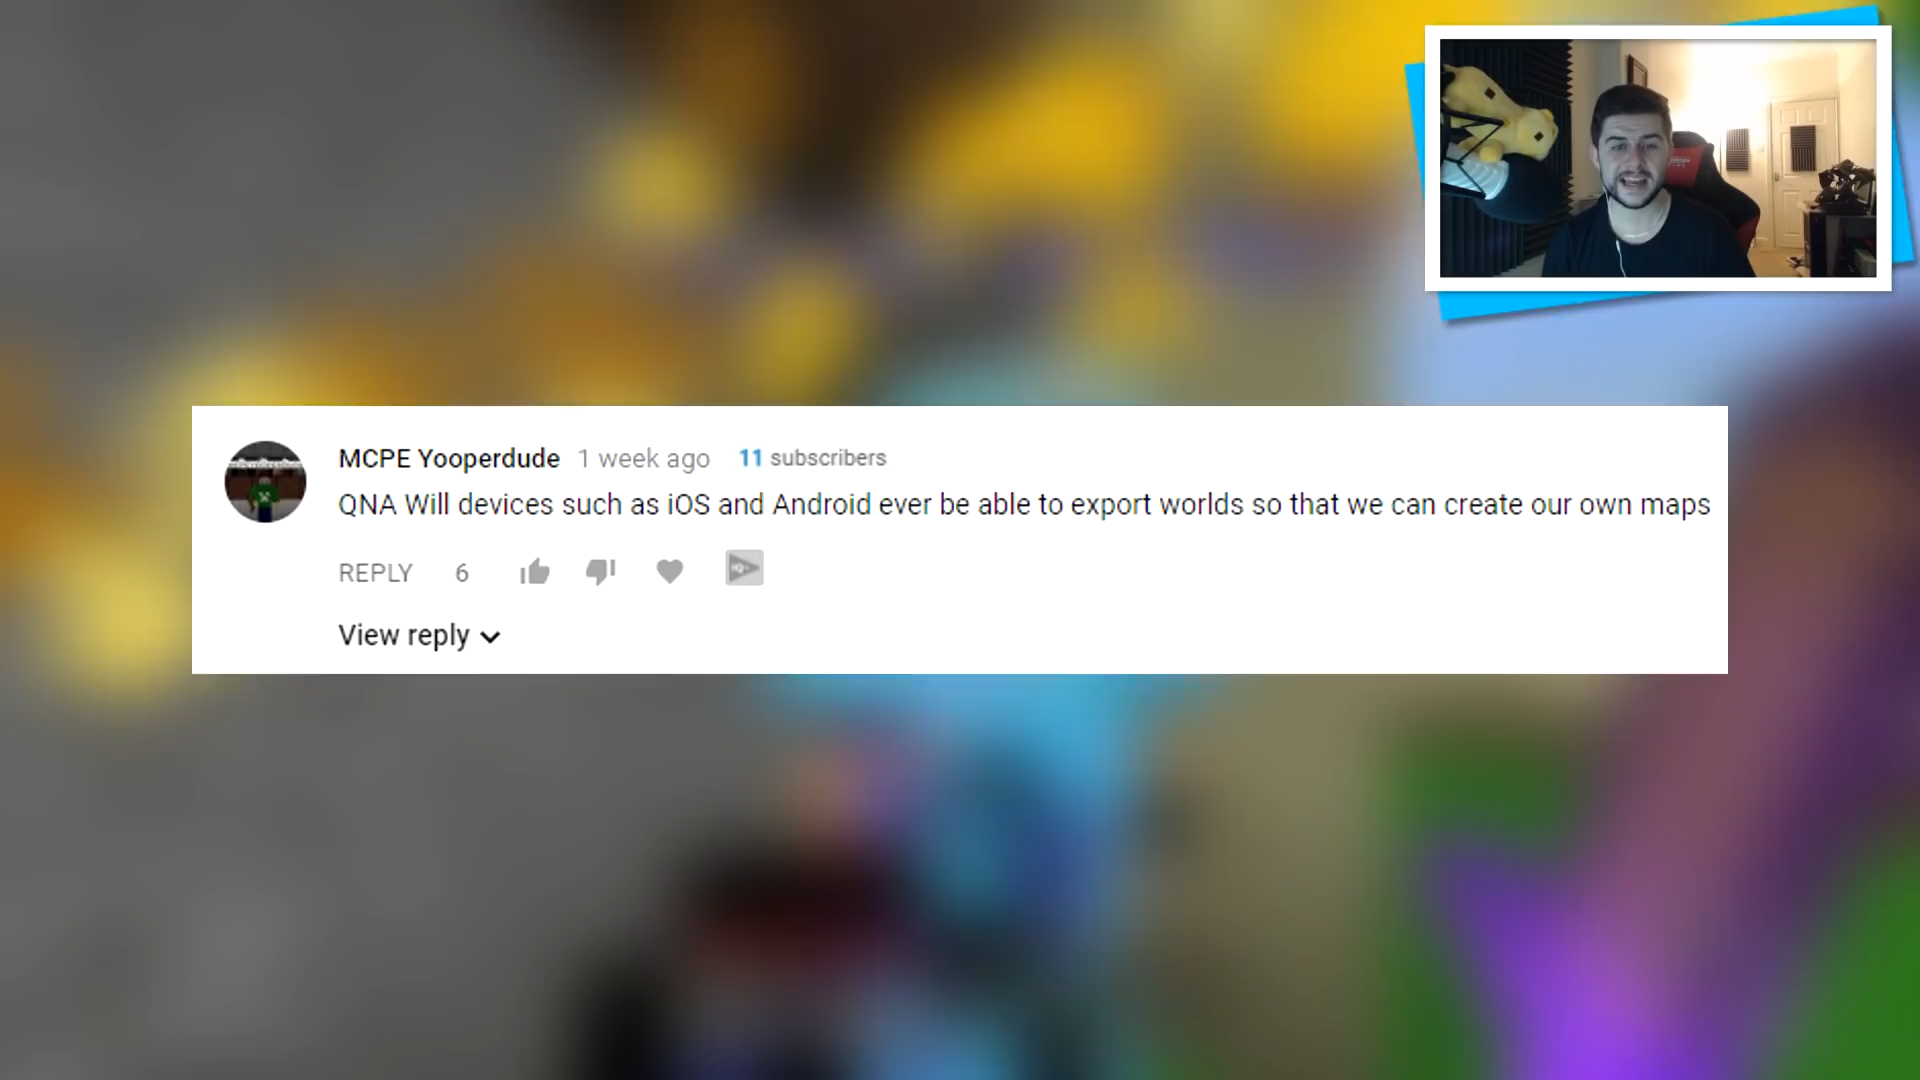 MCPE Yooperdude 1 week ago 11 subscribers
QNA Will devices such as iOS and Android ever be able to export worlds so that we can create our own maps
REPLY 6
View reply